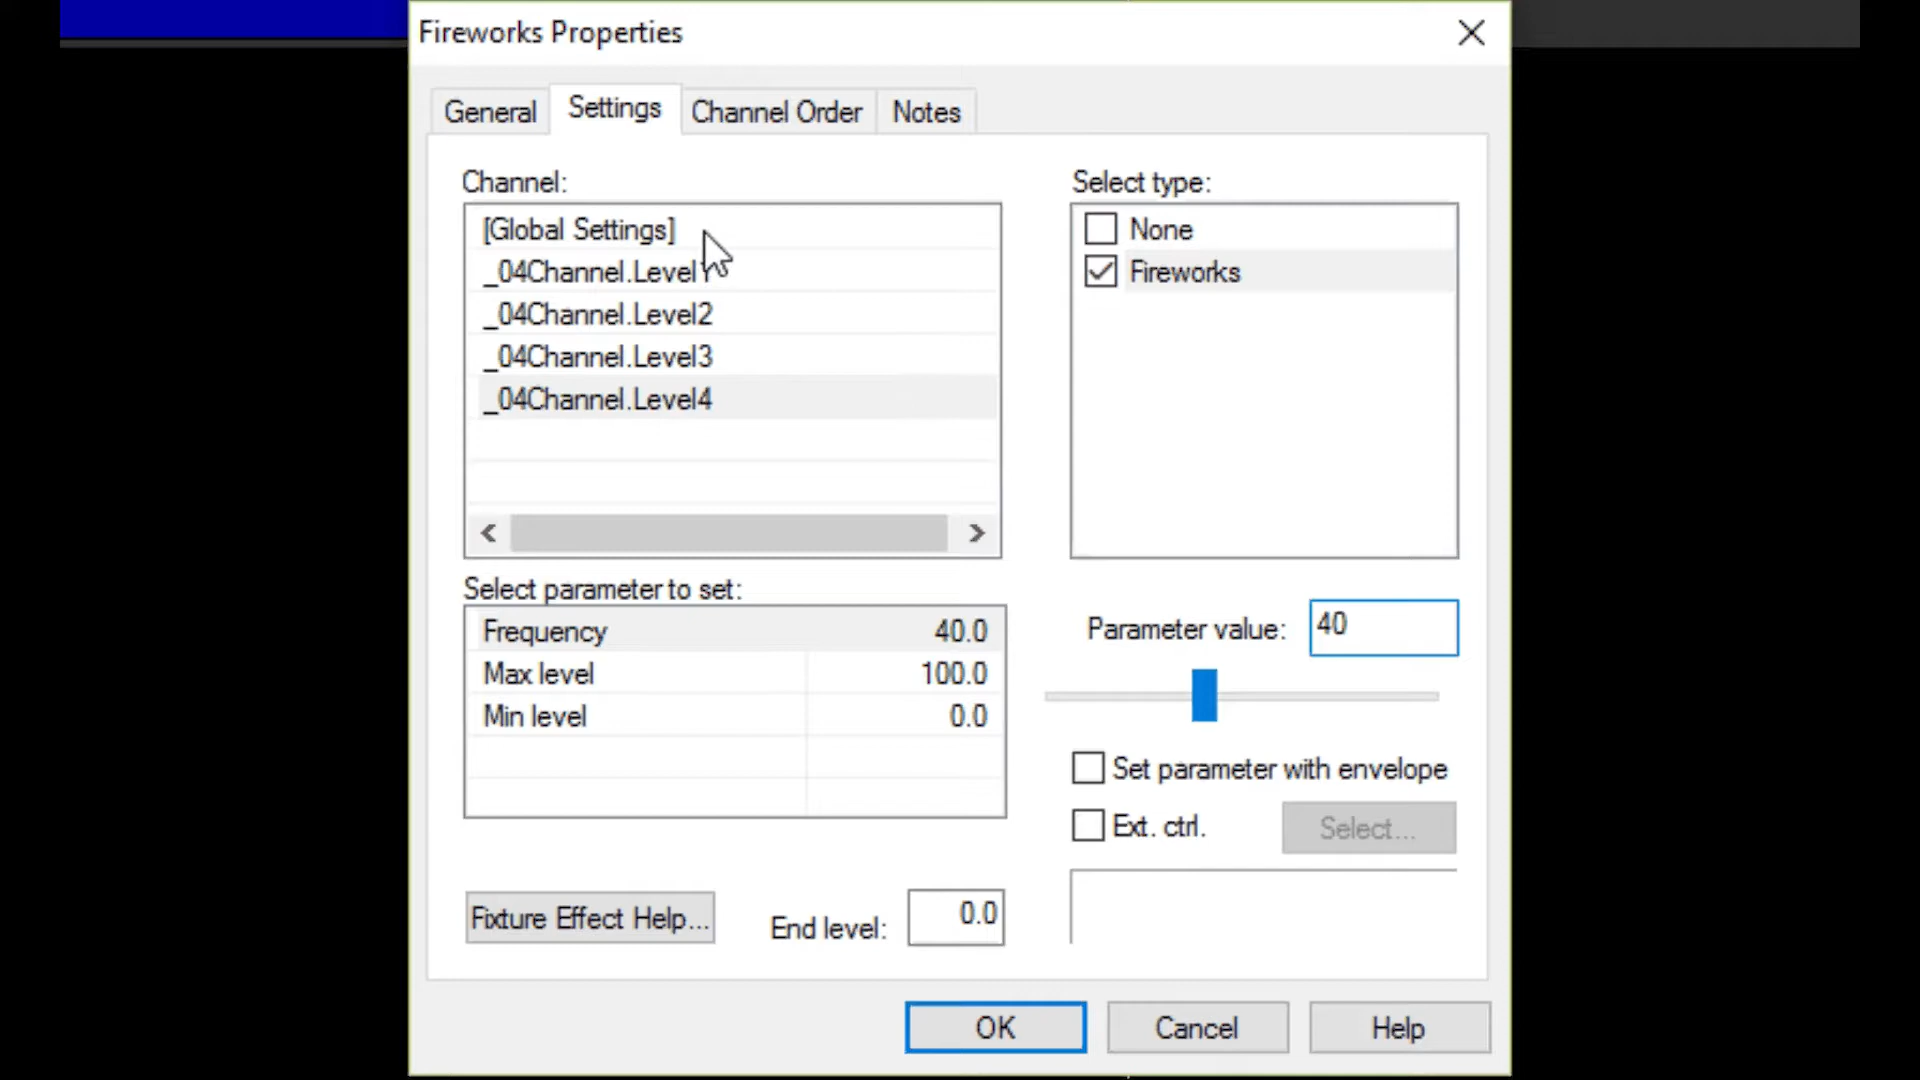 Fireworks Properties
General Settings Channel Order Notes
Channel:
[Global Settings]
_04Channel.Level1
_04Channel.Level2
_04Channel.Level3
_04Channel.Level4
Select type:
None
Fireworks
Select parameter to set:
Frequency 40.0
Max level 100.0
Min level 0.0
Parameter value: 40
Set parameter with envelope
Ext. ctrl. Select...
Fixture Effect Help... End level: 0.0
OK Cancel Help